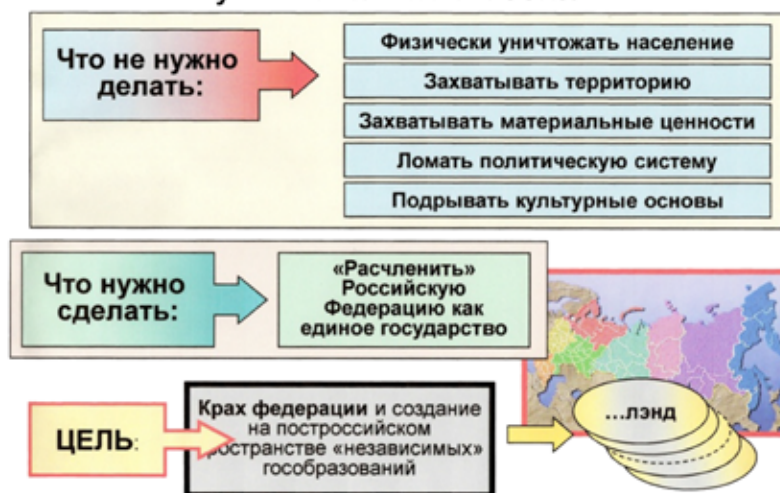 Что не нужно
делать:
Физически уничтожать население
Захватывать территорию
Захватывать материальные ценности
Ломать политическую систему
Подрывать культурные основы
Что нужно
сделать:
«Расчленить»
Российскую
Федерацию как
единое государство
ЦЕЛЬ:
Крах федерации и создание
на построссийском
пространстве «независимых»
гособразований
...лэнд